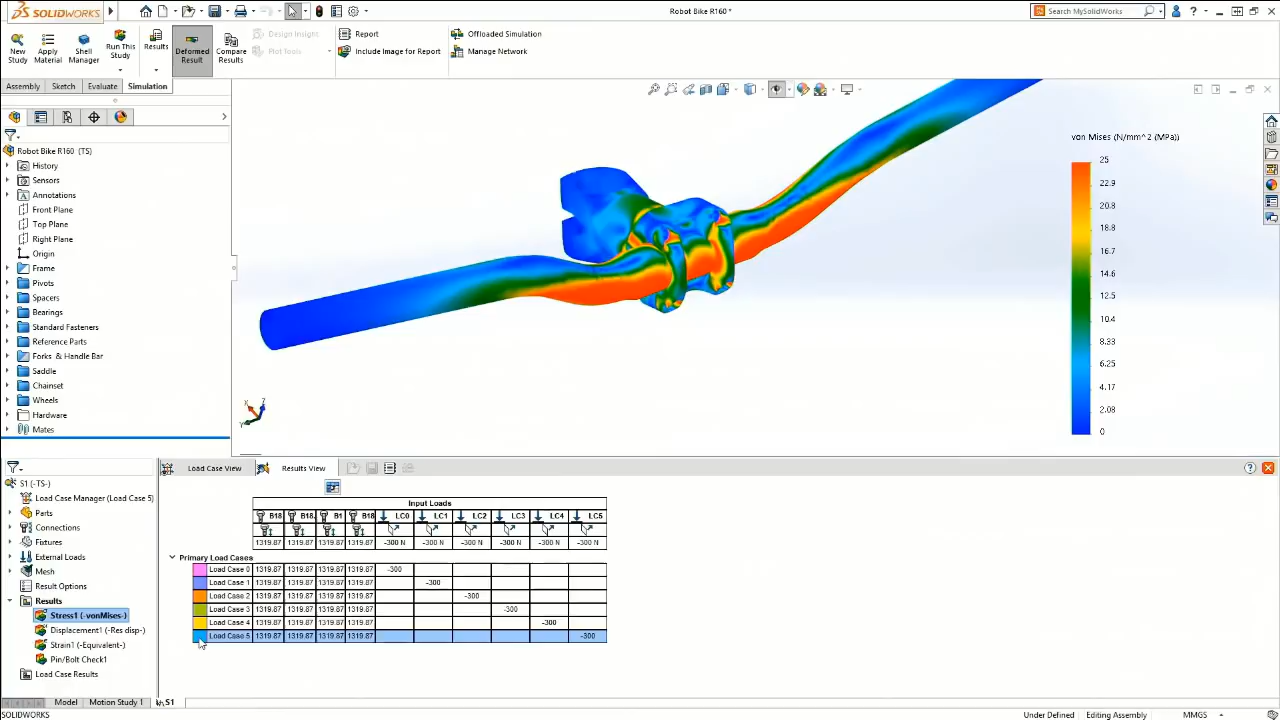 SOLIDWORKS
Robot Bike R160 *
Search MySolidWorks
New Study
Apply Material
Shell Manager
Run This Study
Results
Deformed Result
Compare Results
Design Insight
Plot Tools
Report
Include Image for Report
Offloaded Simulation
Manage Network
Assembly Sketch Evaluate Simulation
Robot Bike R160 (TS)
History
Sensors
Annotations
Front Plane
Top Plane
Right Plane
Origin
Frame
Pivots
Spacers
Bearings
Standard Fasteners
Reference Parts
Forks & Handle Bar
Saddle
Chainset
Wheels
Hardware
Mates
von Mises (N/mm^2 (MPa))
25
22.9
20.8
18.8
16.7
14.6
12.5
10.4
8.33
6.25
4.17
2.08
0
X Z Y
S1 (-TS-)
Load Case Manager (Load Case 5)
Parts
Connections
Fixtures
External Loads
Mesh
Result Options
Results
Stress1 (-vonMises-)
Displacement1 (-Res disp-)
Strain1 (-Equivalent-)
Pin/Bolt Check1
Load Case Results
Load Case View Results View
Input Loads
B18 B18. B1 B18 LC0 LC1 LC2 LC3 LC4 LC5
1319.87 1319.87 1319.87 1319.87 -300 N -300 N -300 N -300 N -300 N -300 N
Primary Load Cases
Load Case 0 1319.87 1319.87 1319.87 1319.87 -300
Load Case 1 1319.87 1319.87 1319.87 1319.87 -300
Load Case 2 1319.87 1319.87 1319.87 1319.87 -300
Load Case 3 1319.87 1319.87 1319.87 1319.87 -300
Load Case 4 1319.87 1319.87 1319.87 1319.87 -300
Load Case 5 1319.87 1319.87 1319.87 1319.87 -300
Model Motion Study 1 S1
SOLIDWORKS Under Defined Editing Assembly MMGS